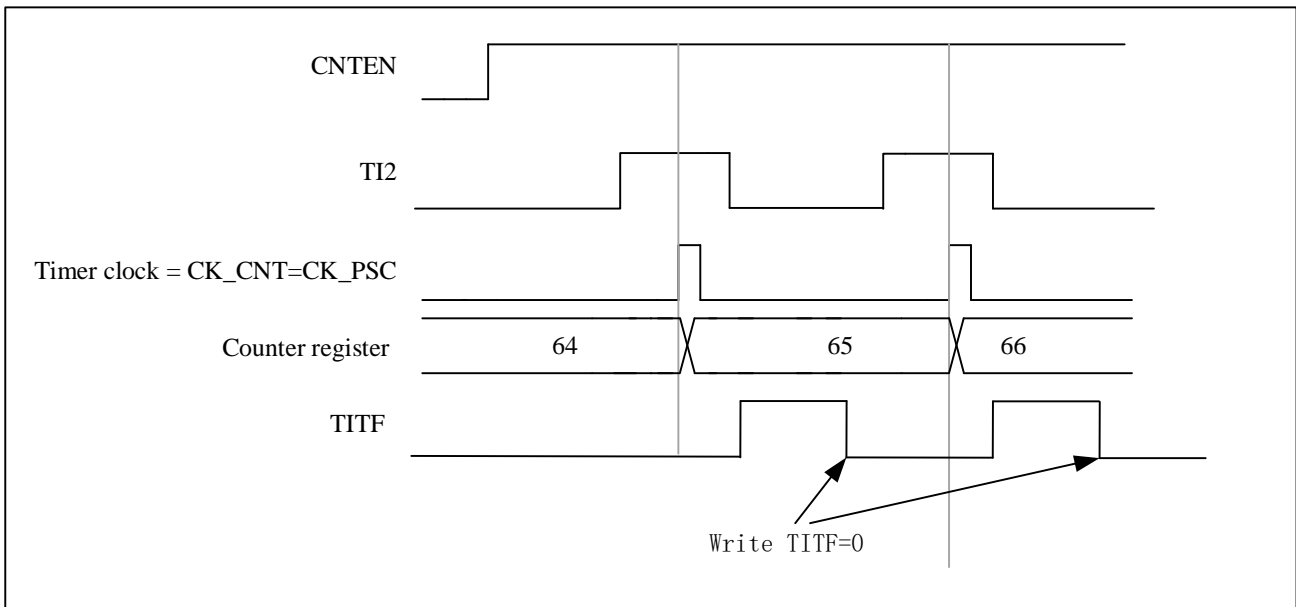 CNTEN
TI2
Timer clock = CK_CNT=CK_PSC
Counter register
64 65 66
TITF
Write TITF=0